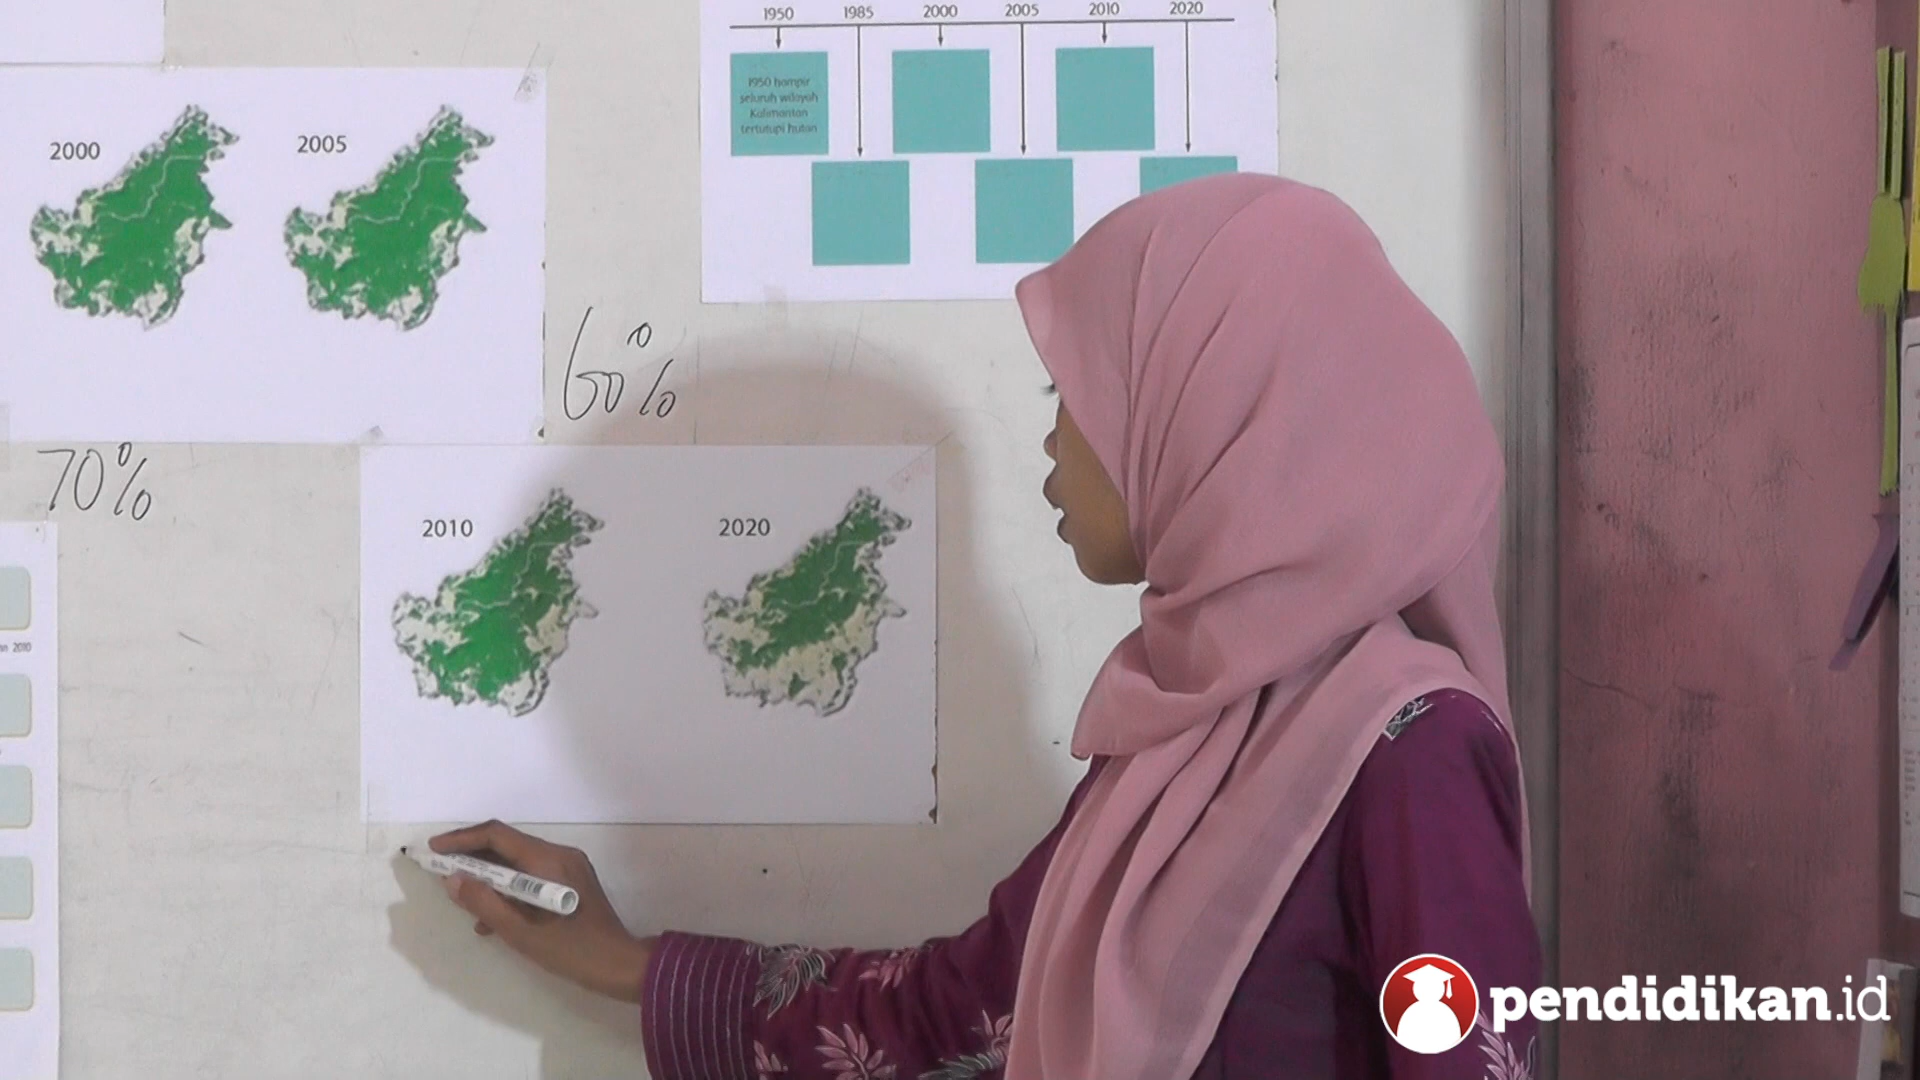 1950 1985 2000 2005 2010 2020
1950 hampir
seluruh wilayah
Kalimantan
tertutupi hutan
2000
2005
60%
70%
2010
2020
2010
pendidikan.id